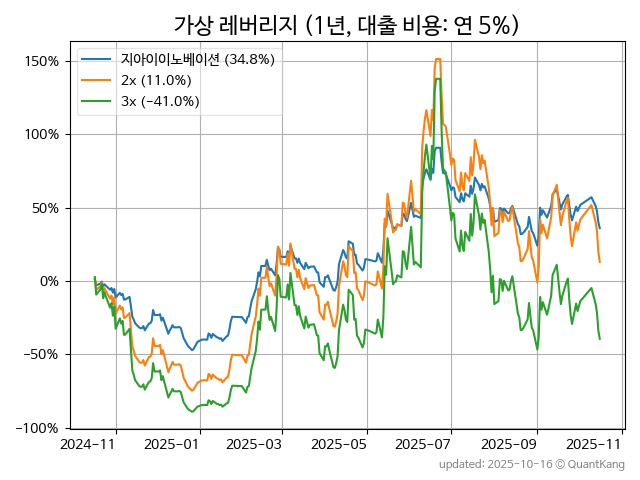 가상 레버리지 (1년, 대출 비용: 연 5%)
지아이이노베이션 (34.8%)
2x (11.0%)
3x (−41.0%)
150%
100%
50%
0%
−50%
−100%
2024-11
2025-01
2025-03
2025-05
2025-07
2025-09
2025-11
updated: 2025-10-16 © QuantKang